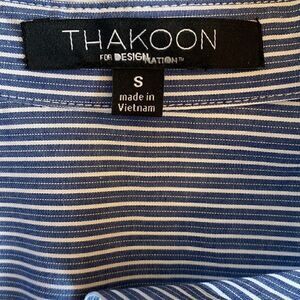 THAKOON
FOR DESIGNATION™
S
made in
Vietnam